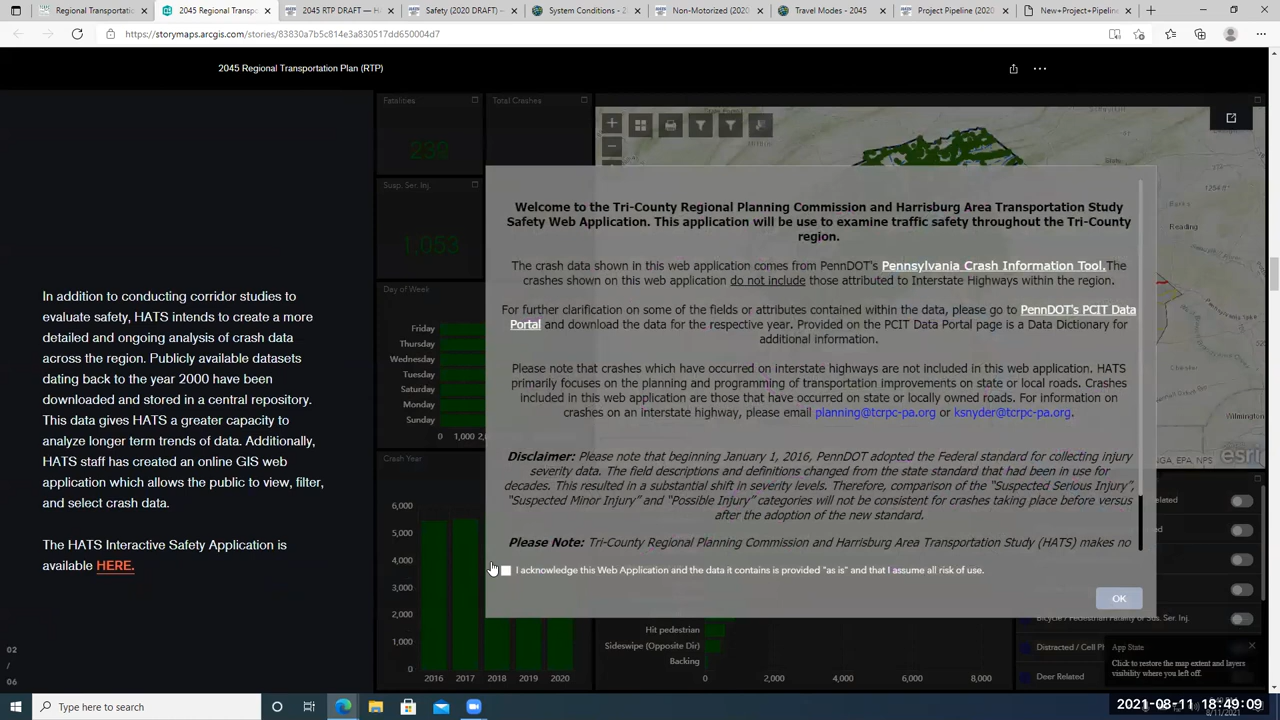 Regional Transportation
2045 Regional Transpor
2045 RTP DRAFT — H
Safety (2020 DRAFT) –
System Conditions - 20
Non-Motorized (2020
Travel Modes - 2045
Project Pipeline (2020
New+Project+Pipeline
https://storymaps.arcgis.com/stories/83830a7b5c814e3a830517dd650004d7
2045 Regional Transportation Plan (RTP)
Fatalities
Total Crashes
232
Susp. Ser. Inj.
1,053
Day of Week
Friday
Thursday
Wednesday
Tuesday
Saturday
Monday
Sunday
0 1,000
Crash Year
6,000
5,000
4,000
3,000
2,000
1,000
0
2016 2017 2018 2019 2020
In addition to conducting corridor studies to
evaluate safety, HATS intends to create a more
detailed and ongoing analysis of crash data
across the region. Publicly available datasets
dating back to the year 2000 have been
downloaded and stored in a central repository.
This data gives HATS a greater capacity to
analyze longer term trends of data. Additionally,
HATS staff has created an online GIS web
application which allows the public to view, filter,
and select crash data.
The HATS Interactive Safety Application is
available HERE.
02
/
06
Welcome to the Tri-County Regional Planning Commission and Harrisburg Area Transportation Study
Safety Web Application. This application will be use to examine traffic safety throughout the Tri-County
region.
The crash data shown in this web application comes from PennDOT's Pennsylvania Crash Information Tool.The
crashes shown on this web application do not include those attributed to Interstate Highways within the region.
For further clarification on some of the fields or attributes contained within the data, please go to PennDOT's PCIT Data
Portal and download the data for the respective year. Provided on the PCIT Data Portal page is a Data Dictionary for
additional information.
Please note that crashes which have occurred on interstate highways are not included in this web application. HATS
primarily focuses on the planning and programming of transportation improvements on state or local roads. Crashes
included in this web application are those that have occurred on state or locally owned roads. For information on
crashes on an interstate highway, please email planning@tcrpc-pa.org or ksnyder@tcrpc-pa.org.
Disclaimer: Please note that beginning January 1, 2016, PennDOT adopted the Federal standard for collecting injury
severity data. The field descriptions and definitions changed from the state standard that had been in use for
decades. This resulted in a substantial shift in severity levels. Therefore, comparison of the "Suspected Serious Injury",
"Suspected Minor Injury" and "Possible Injury" categories will not be consistent for crashes taking place before versus
after the adoption of the new standard.
Please Note: Tri-County Regional Planning Commission and Harrisburg Area Transportation Study (HATS) makes no
I acknowledge this Web Application and the data it contains is provided "as is" and that I assume all risk of use.
OK
Reading
Wilmington
NGA, EPA, NPS
esri
Hit pedestrian
Sideswipe (Opposite Dir)
Backing
0 2,000 4,000 6,000 8,000
Bicycle / Pedestrian Fatality or Sus. Ser. Inj.
Distracted / Cell Ph
Deer Related
App State
Click to restore the map extent and layers
visibility where you left off.
Type here to search
2021-08-11 18:49:09